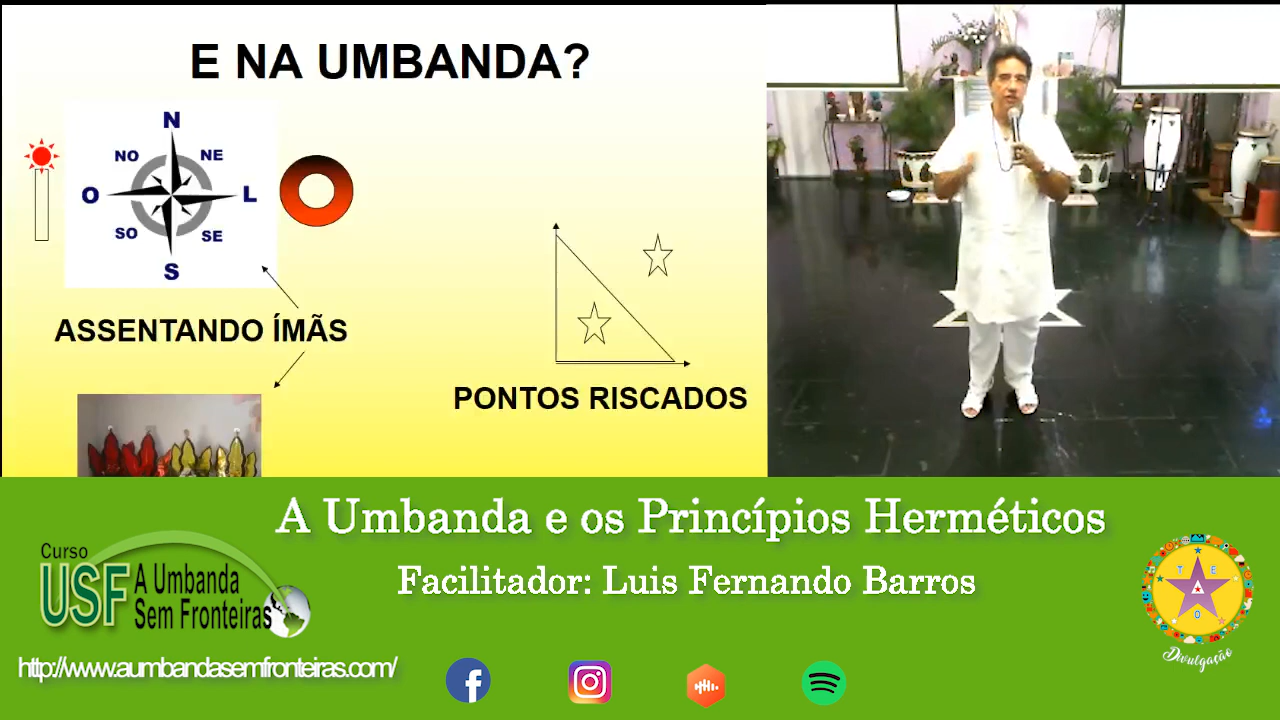 E NA UMBANDA?
N
NO
NE
O
L
SO
SE
S
ASSENTANDO ÍMÃS
PONTOS RISCADOS
A Umbanda e os Princípios Herméticos
Facilitador: Luis Fernando Barros
Curso
USF A Umbanda
Sem Fronteiras
http://www.aumbandasemfronteiras.com/
T E
A
O
Divulgação